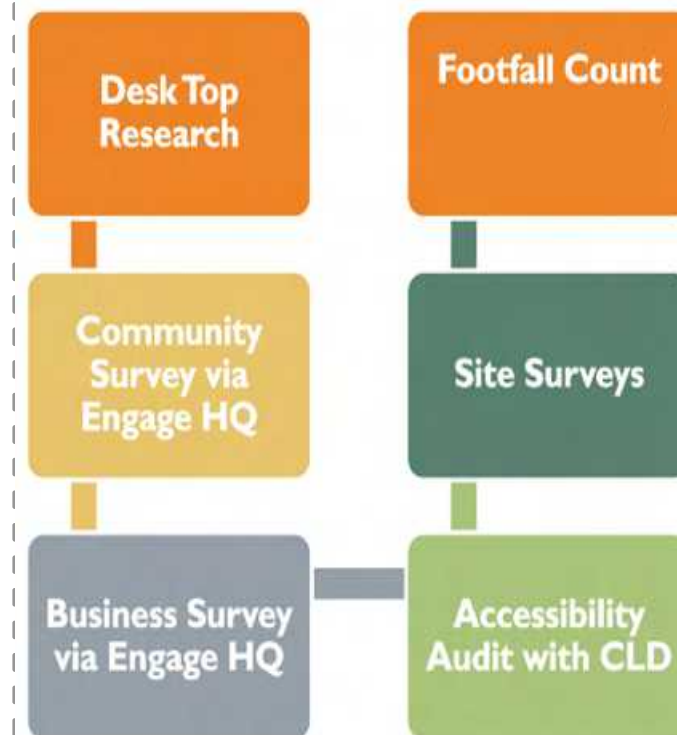 Desk Top
Research
Community
Survey via
Engage HQ
Business Survey
via Engage HQ
Accessibility
Audit with CLD
Site Surveys
Footfall Count